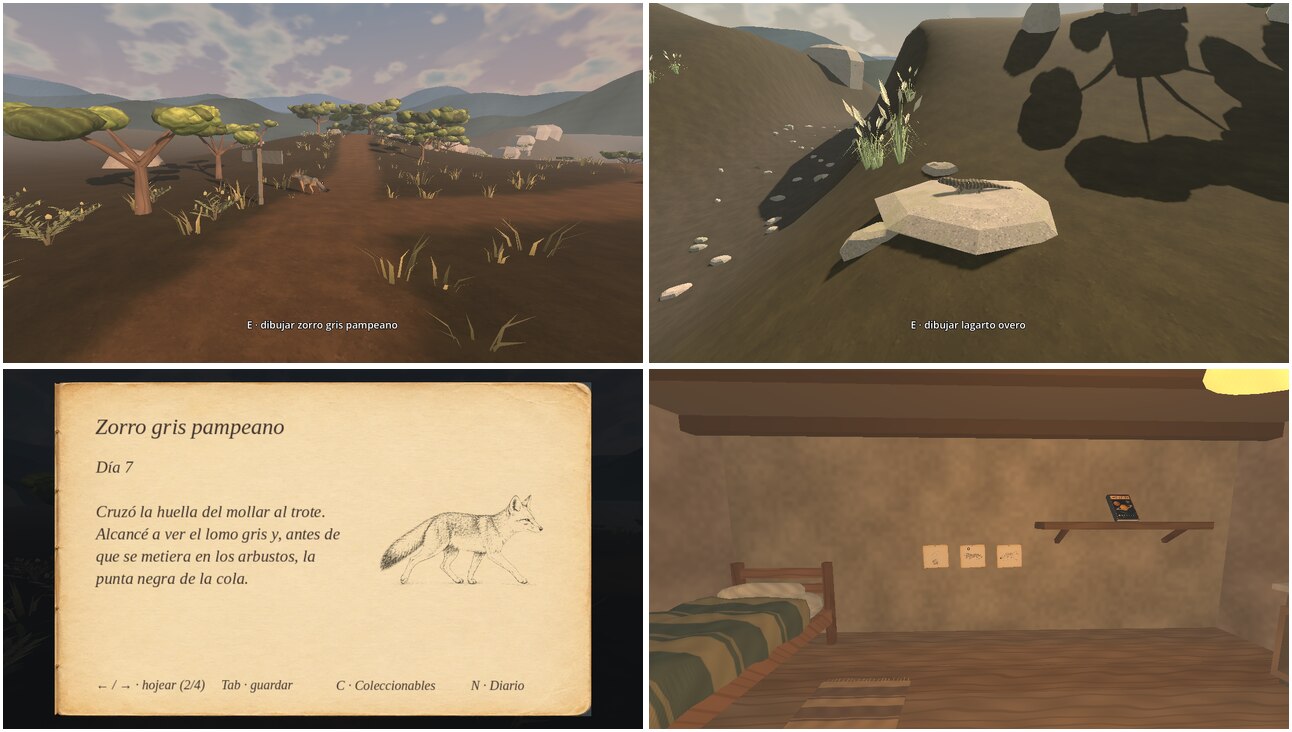 E · dibujar zorro gris pampeano
E · dibujar lagarto overo
Zorro gris pampeano
Día 7
Cruzó la huella del mollar al trote.
Alcancé a ver el lomo gris y, antes de
que se metiera en los arbustos, la
punta negra de la cola.
← / → · hojear (2/4) Tab · guardar C · Coleccionables N · Diario